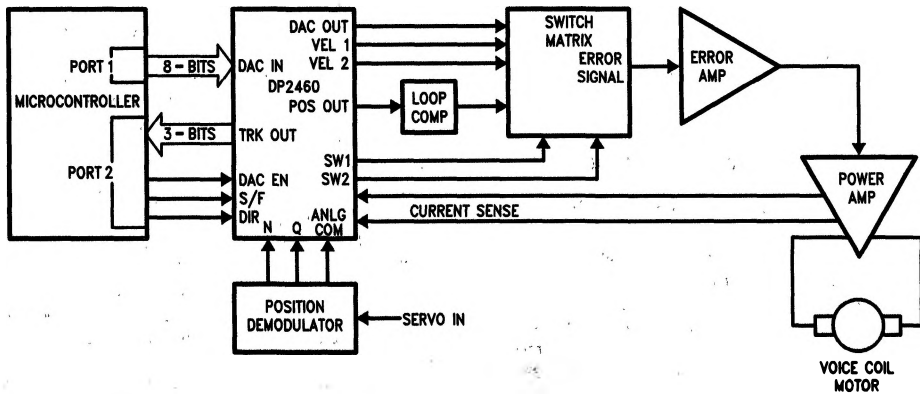 MICROCONTROLLER
PORT 1
PORT 2
8-BITS
3-BITS
DAC IN
DP2460
TRK OUT
DAC EN
S/F
DIR
N
Q
ANLG
COM
DAC OUT
VEL 1
VEL 2
POS OUT
SW1
SW2
LOOP
COMP
SWITCH
MATRIX
ERROR
SIGNAL
ERROR
AMP
POWER
AMP
CURRENT SENSE
POSITION
DEMODULATOR
SERVO IN
VOICE COIL
MOTOR